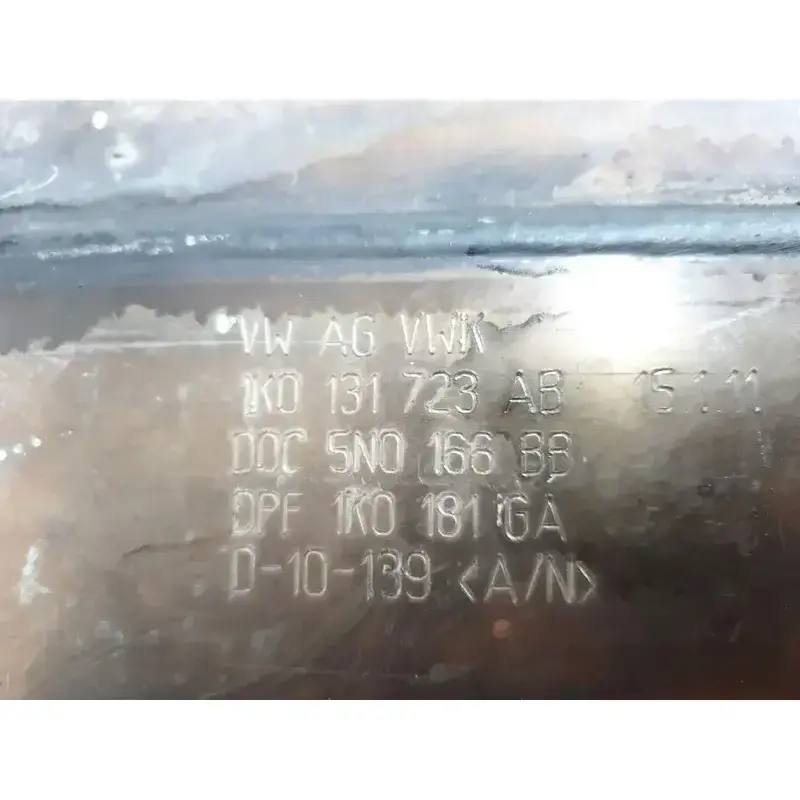 VW AG VWK
1K0 131 723 AB 15.1.11.
DOC 5N0 166 BB
DPF 1K0 181 GA
D-10-139 <A/N>